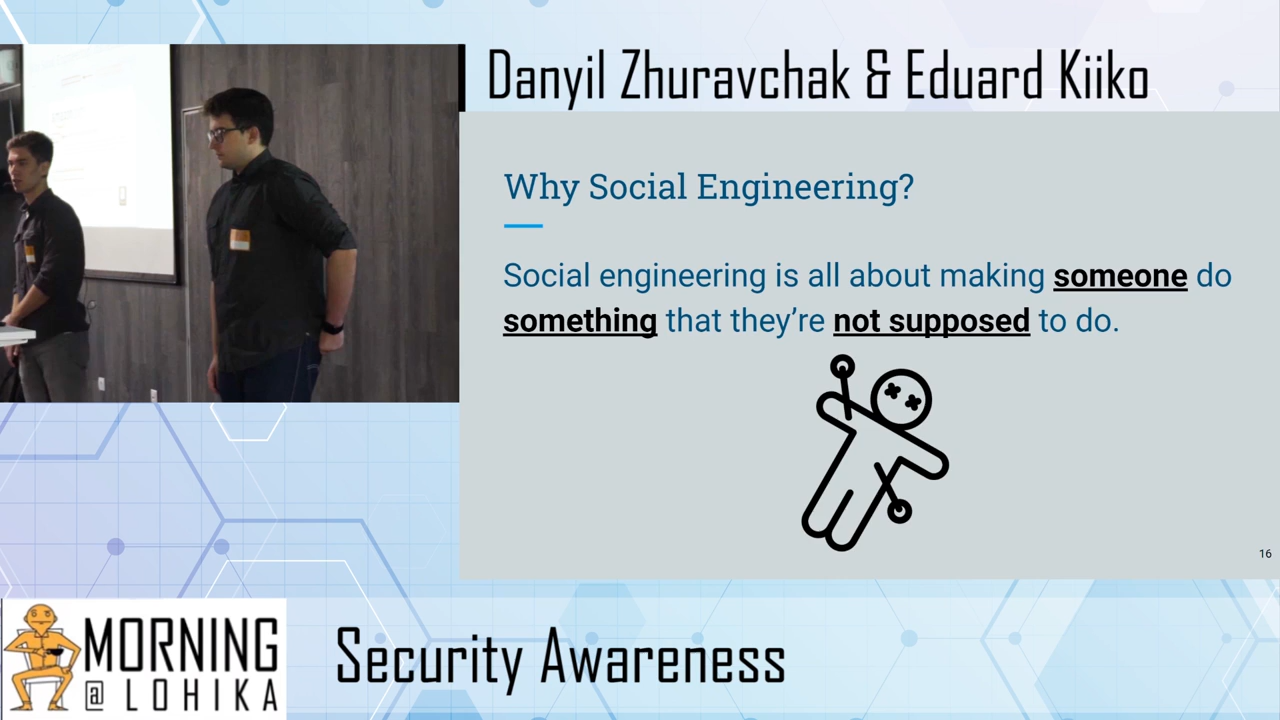 Danyil Zhuravchak & Eduard Kiiko
Why Social Engineering?
Social engineering is all about making someone do
something that they’re not supposed to do.
16
MORNING
@ LOHIKA
Security Awareness